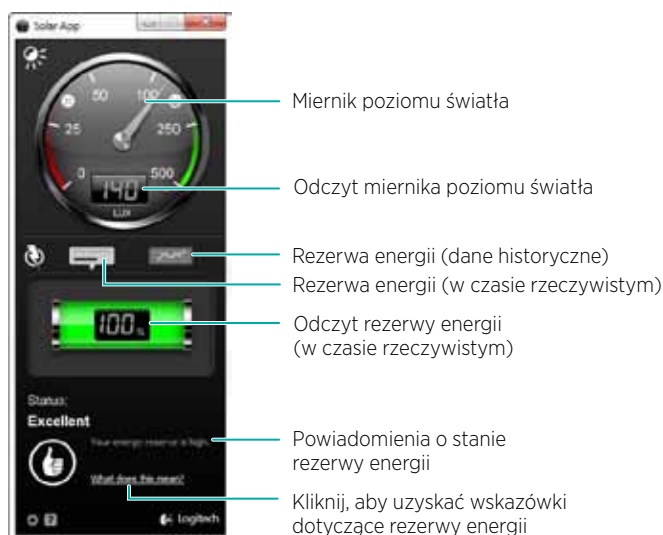 Solar App
50
100
25
250
0
500
140
LUX
100 %
Status:
Excellent
Your energy reserve is high.
What does this mean?
?
Logitech
Miernik poziomu światła
Odczyt miernika poziomu światła
Rezerwa energii (dane historyczne)
Rezerwa energii (w czasie rzeczywistym)
Odczyt rezerwy energii
(w czasie rzeczywistym)
Powiadomienia o stanie
rezerwy energii
Kliknij, aby uzyskać wskazówki
dotyczące rezerwy energii